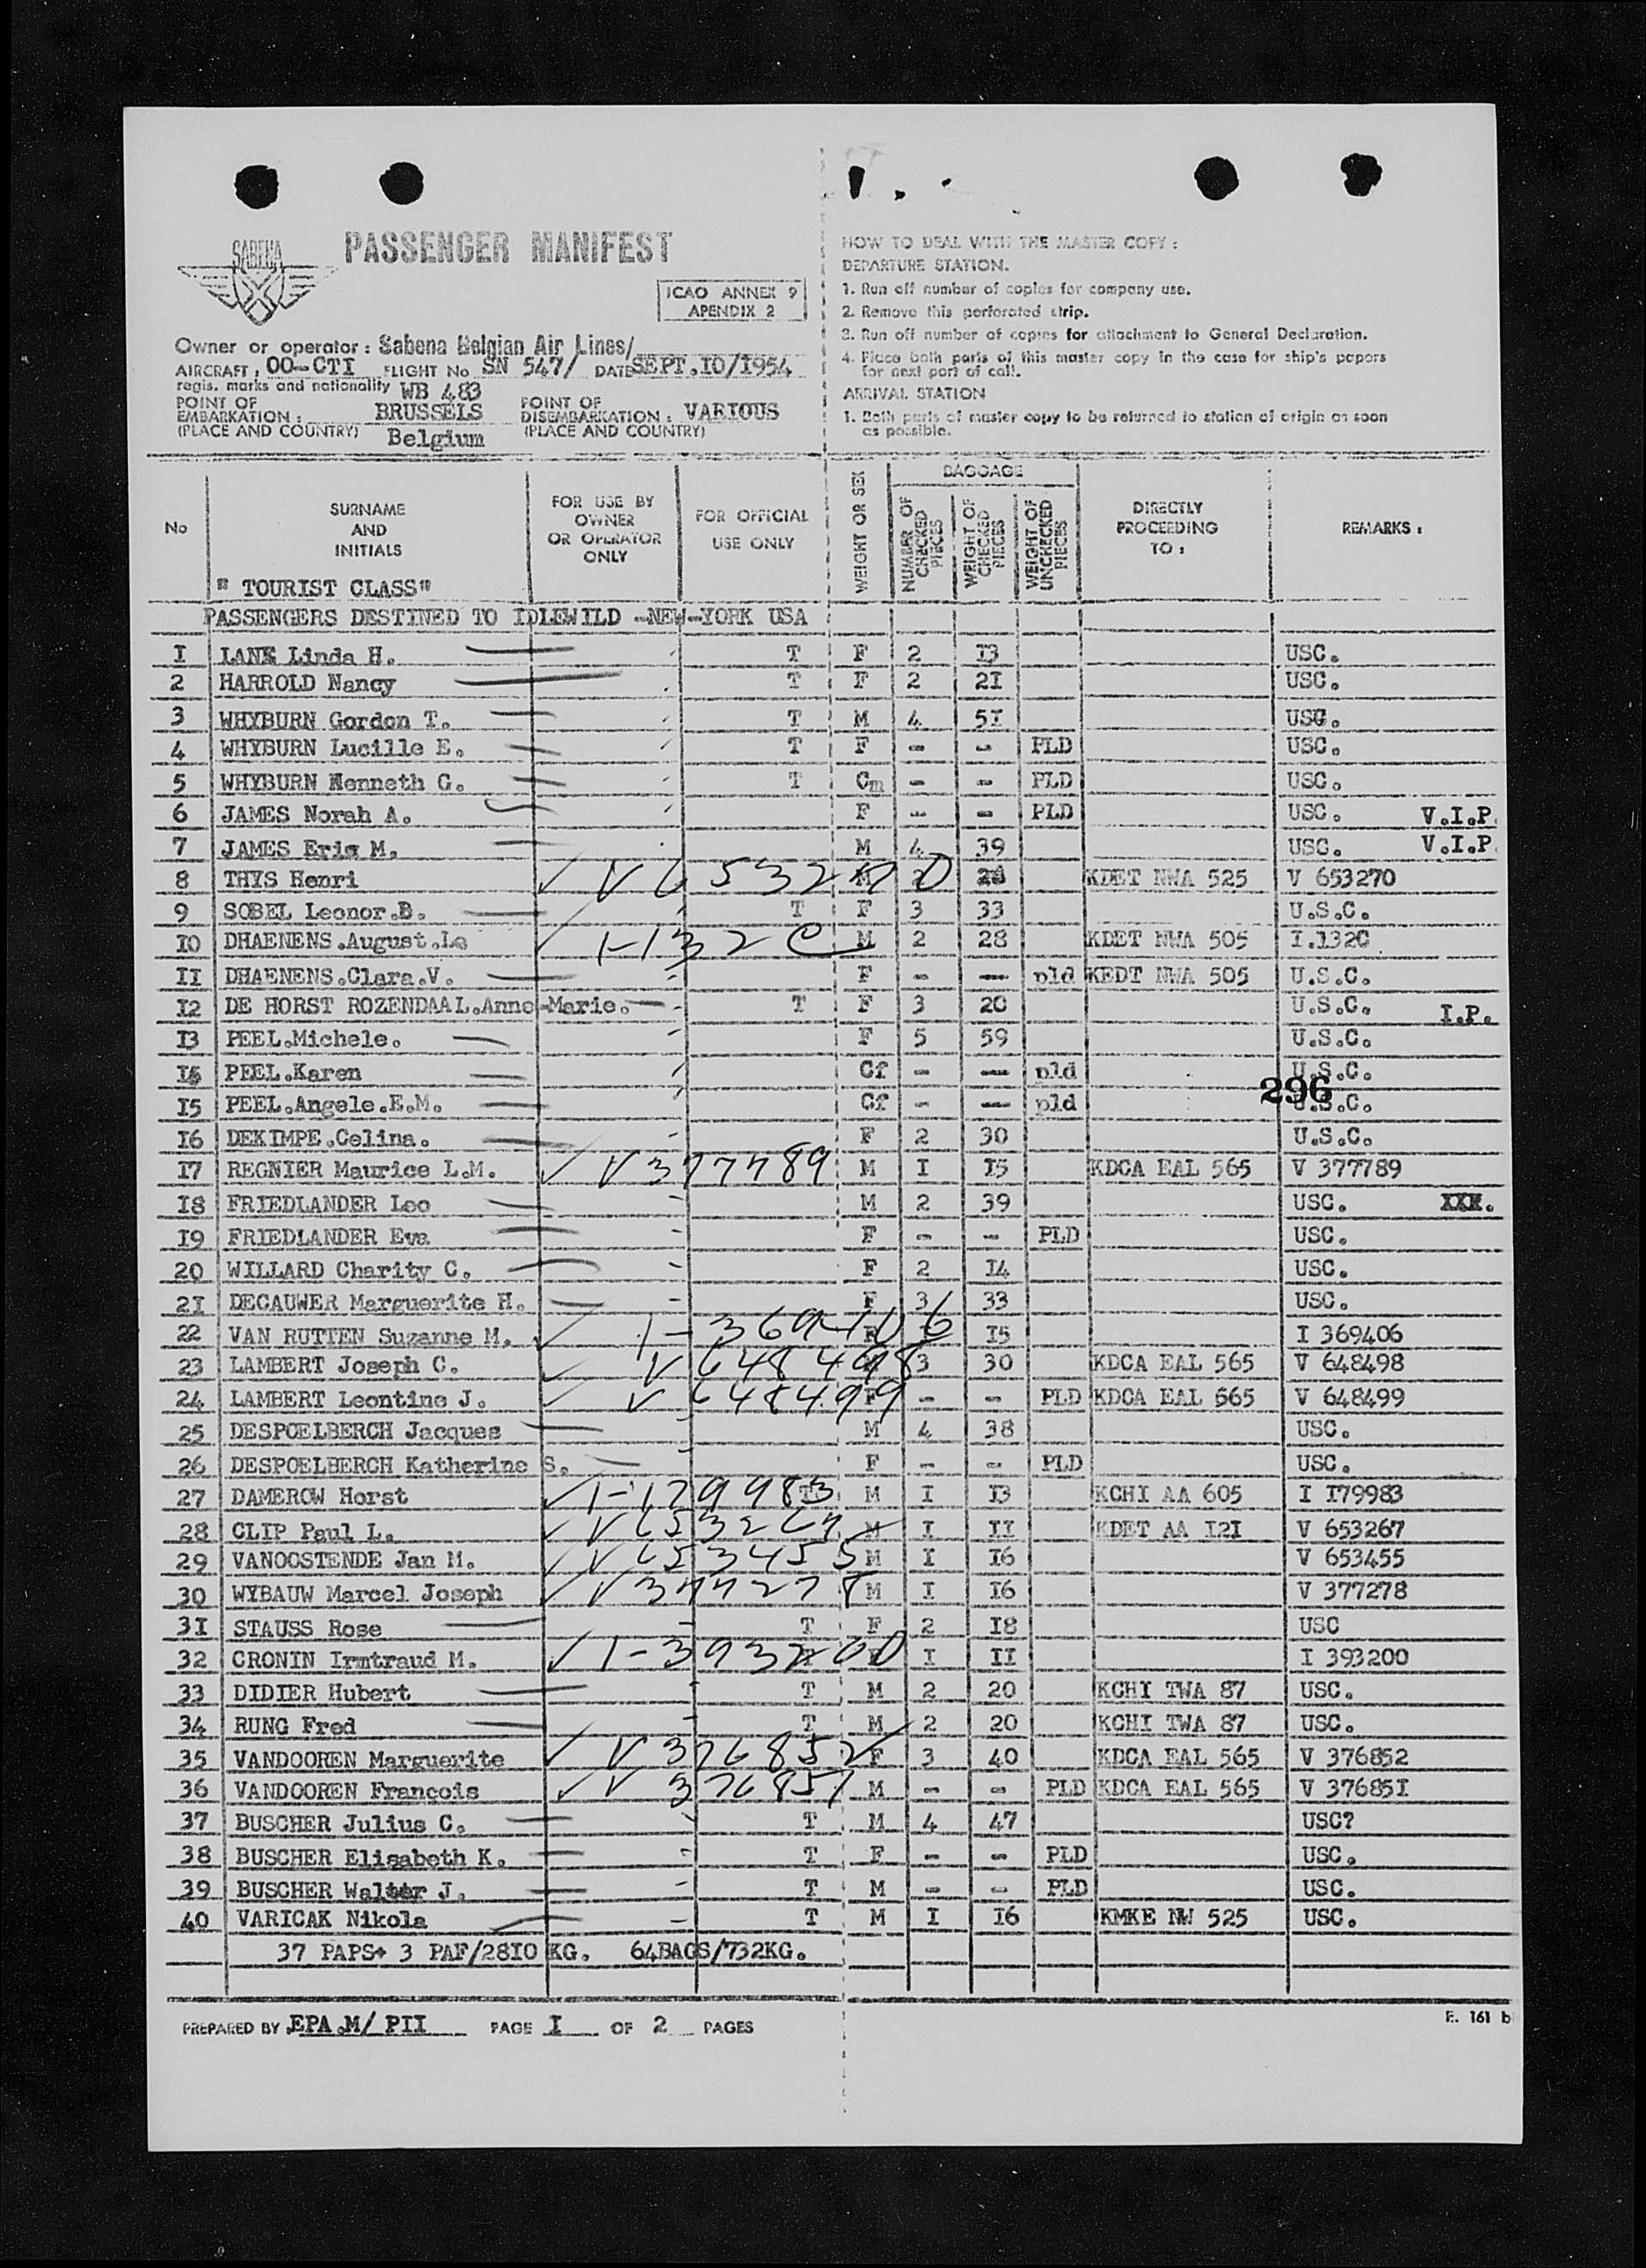 SABENA
PASSENGER MANIFEST
ICAO ANNEX 9
APENDIX 2
Owner or operator : Sabena Belgian Air Lines/
AIRCRAFT : OO-CTI FLIGHT No SN 547/ DATE SEPT.IO/I954
regis. marks and nationality WB 483
POINT OF EMBARKATION : BRUSSELS POINT OF DISEMBARKATION : VARIOUS
(PLACE AND COUNTRY) Belgium (PLACE AND COUNTRY)
HOW TO DEAL WITH THE MASTER COPY :
DEPARTURE STATION.
1. Run off number of copies for company use.
2. Remove this perforated strip.
3. Run off number of copies for attachment to General Declaration.
4. Place both parts of this master copy in the case for ship's papers
for next port of call.
ARRIVAL STATION
1. Both parts of master copy to be returned to station of origin as soon
as possible.
No SURNAME AND INITIALS FOR USE BY OWNER OR OPERATOR ONLY FOR OFFICIAL USE ONLY WEIGHT OR SEX BAGGAGE NUMBER OF CHECKED PIECES WEIGHT OF CHECKED PIECES WEIGHT OF UNCHECKED PIECES DIRECTLY PROCEEDING TO : REMARKS :
" TOURIST CLASS"
PASSENGERS DESTINED TO IDLEWILD -NEW-YORK USA
I LANE Linda H. T F 2 I3 USC.
2 HARROLD Nancy T F 2 2I USC.
3 WHYBURN Gordon T. T M 4 5I USC.
4 WHYBURN Lucille E. T F - - PLD USC.
5 WHYBURN Kenneth G. T Cm - - PLD USC.
6 JAMES Norah A. F - - PLD USC. V.I.P.
7 JAMES Eric M. M 4 39 USC. V.I.P.
8 THYS Henri ✓ V 653270 M 2 KDET NWA 525 V 653270
9 SOBEL Leonor.B. T F 3 33 U.S.C.
IO DHAENENS.August.Le ✓ I-1320 M 2 28 KDET NWA 505 I.I320
II DHAENENS.Clara.V. F - - pld KEDT NWA 505 U.S.C.
I2 DE HORST ROZENDAAL.Anne-Marie. T F 3 20 U.S.C. I.P.
I3 PEEL.Michele. F 5 59 U.S.C.
I4 PEEL.Karen Cf - - pld U.S.C.
296
I5 PEEL.Angele.E.M. Cf - - pld U.S.C.
I6 DEKIMPE.Celina. F 2 30 U.S.C.
I7 REGNIER Maurice L.M. ✓ V 377789 M I I5 KDCA EAL 565 V 377789
I8 FRIEDLANDER Leo M 2 39 USC. XXX.
I9 FRIEDLANDER Eva F - - PLD USC.
20 WILLARD Charity C. F 2 I4 USC.
2I DECAUWER Marguerite H. F 3 33 USC.
22 VAN RUTTEN Suzanne M. ✓ I-369406 F I5 I 369406
23 LAMBERT Joseph C. ✓ V 648498 3 30 KDCA EAL 565 V 648498
24 LAMBERT Leontine J. ✓ V 648499 F - - PLD KDCA EAL 565 V 648499
25 DESPOELBERCH Jacques M 4 38 USC.
26 DESPOELBERCH Katherine S. F - - PLD USC.
27 DAMEROW Horst ✓ I-179983 T M I I3 KCHI AA 605 I I79983
28 CLIP Paul L. ✓ V 653267 M I II KDET AA I2I V 653267
29 VANOOSTENDE Jan M. ✓ V 653455 M I I6 V 653455
30 WYBAUW Marcel Joseph ✓ V 377278 M I I6 V 377278
3I STAUSS Rose T F 2 I8 USC
32 CRONIN Irmtraud M. ✓ I-393200 F I II I 393200
33 DIDIER Hubert T M 2 20 KCHI TWA 87 USC.
34 RUNG Fred T M 2 20 KCHI TWA 87 USC.
35 VANDOOREN Marguerite ✓ V 376852 F 3 40 KDCA EAL 565 V 376852
36 VANDOOREN François ✓ V 376851 M - - PLD KDCA EAL 565 V 37685I
37 BUSCHER Julius C. T M 4 47 USC?
38 BUSCHER Elisabeth K. T F - - PLD USC.
39 BUSCHER Walter J. T M - - PLD USC.
40 VARICAK Nikola T M I I6 KMKE NW 525 USC.
37 PAPS+ 3 PAF/28IO KG. 64BAGS/732KG.
PREPARED BY .EPA.M/ PII PAGE I OF 2 PAGES
E. 161 b